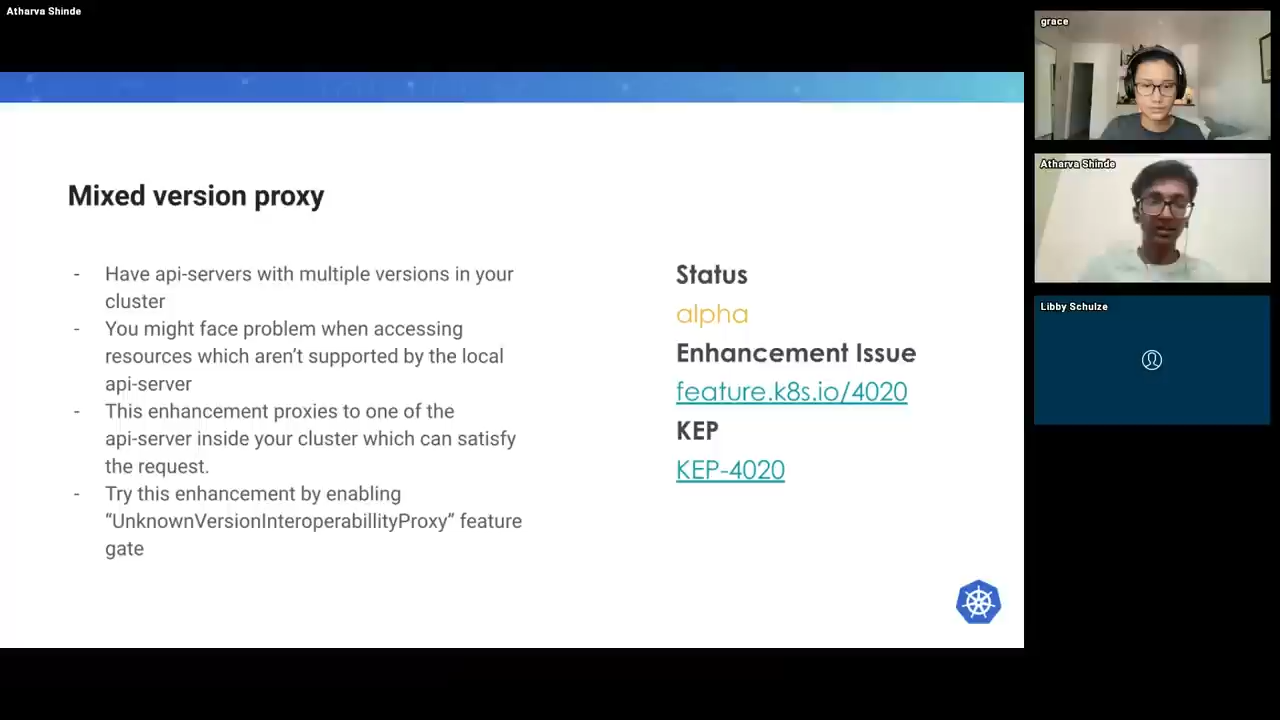 Atharva Shinde
grace
Atharva Shinde
Libby Schulze
Mixed version proxy
- Have api-servers with multiple versions in your
cluster
- You might face problem when accessing
resources which aren't supported by the local
api-server
- This enhancement proxies to one of the
api-server inside your cluster which can satisfy
the request.
- Try this enhancement by enabling
“UnknownVersionInteroperabillityProxy” feature
gate
Status
alpha
Enhancement Issue
feature.k8s.io/4020
KEP
KEP-4020